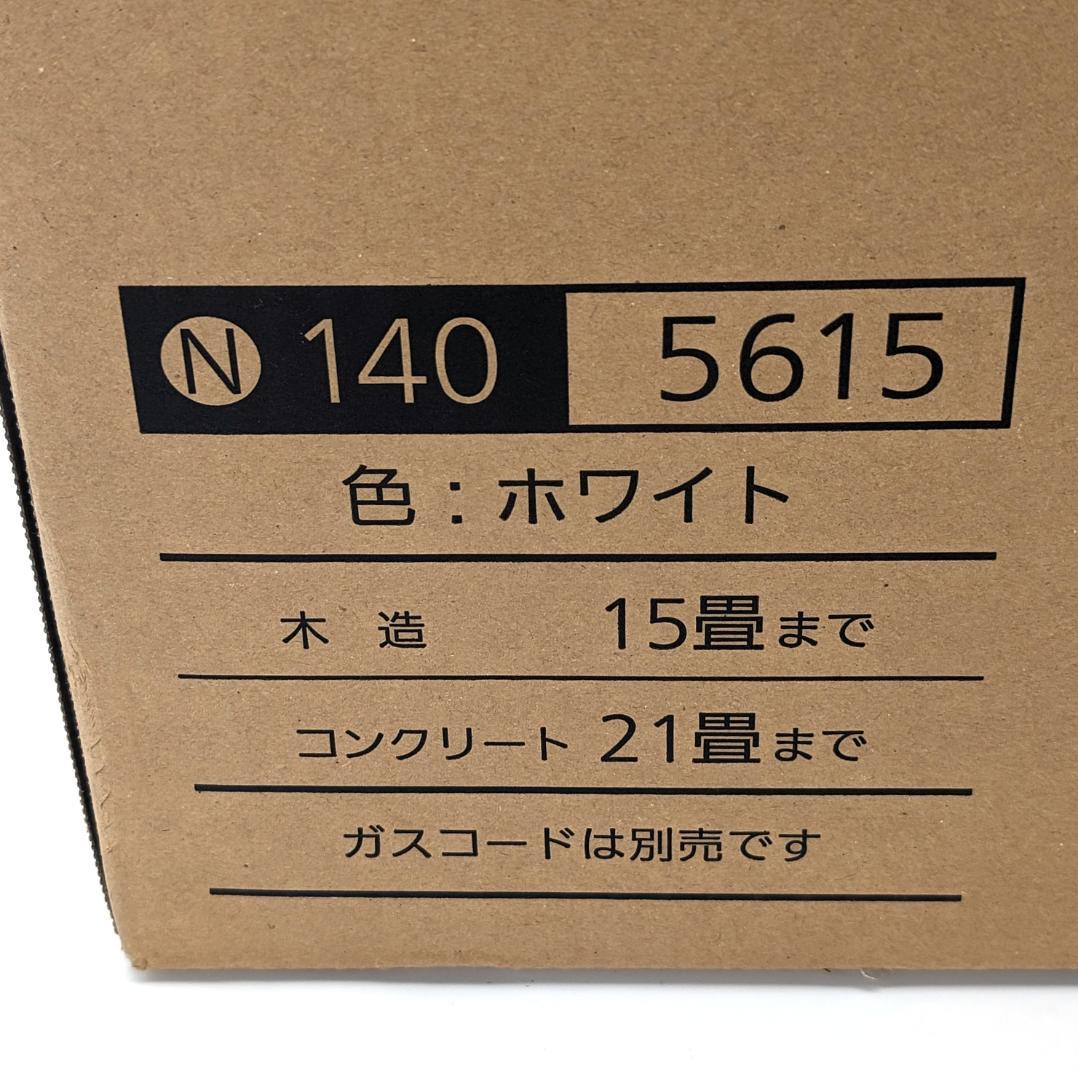 Ⓝ 140 5615
色：ホワイト
木 造 15畳まで
コンクリート 21畳まで
ガスコードは別売です